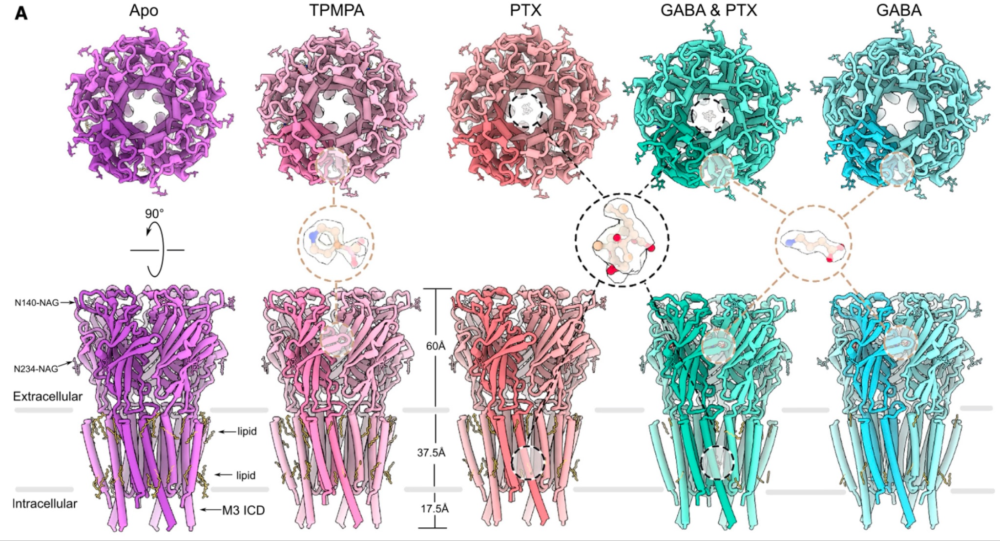 A
Apo
TPMPA
PTX
GABA & PTX
GABA
90°
N140-NAG
N234-NAG
60Å
Extracellular
lipid
37.5Å
lipid
Intracellular
M3 ICD
17.5Å